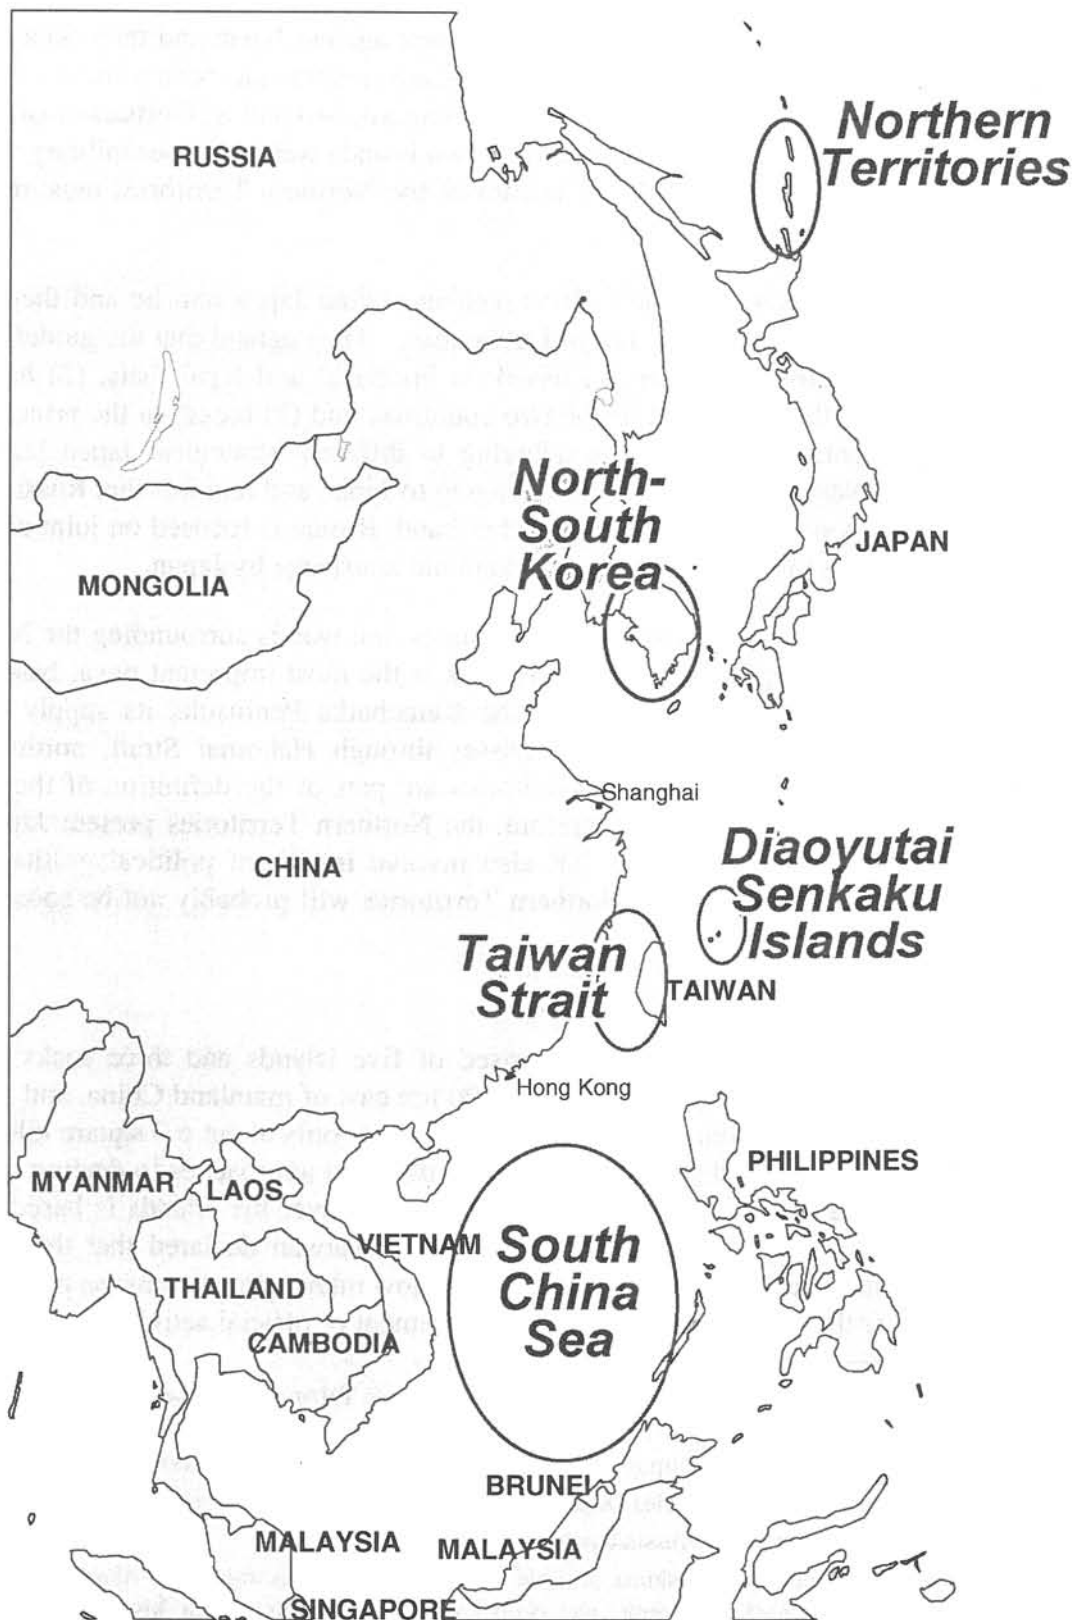 Northern
Territories
RUSSIA
North-
South
Korea
JAPAN
MONGOLIA
Shanghai
Diaoyutai
Senkaku
Islands
CHINA
Taiwan
Strait
TAIWAN
Hong Kong
PHILIPPINES
MYANMAR
LAOS
VIETNAM
South
China
Sea
THAILAND
CAMBODIA
BRUNEI
MALAYSIA
MALAYSIA
SINGAPORE